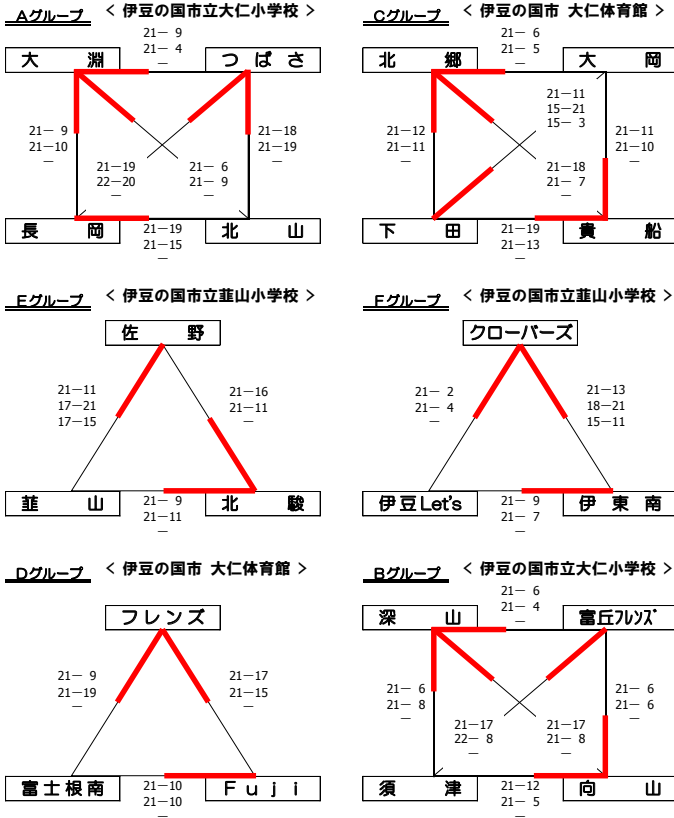 Aグループ
< 伊豆の国市立大仁小学校 >
21－ 9
21－ 4
－
大 淵
つ ば さ
21－ 9
21－10
－
21－18
21－19
－
21－19
22－20
－
21－ 6
21－ 9
－
長 岡
21－19
21－15
－
北 山
Cグループ
< 伊豆の国市 大仁体育館 >
21－ 6
21－ 5
－
北 郷
大 岡
21－11
15－21
15－ 3
21－12
21－11
－
21－11
21－10
－
21－18
21－ 7
－
下 田
21－19
21－13
－
貴 船
Eグループ
< 伊豆の国市立韮山小学校 >
佐 野
21－11
17－21
17－15
21－16
21－11
－
韮 山
21－ 9
21－11
－
北 駿
Fグループ
< 伊豆の国市立韮山小学校 >
クローバーズ
21－ 2
21－ 4
－
21－13
18－21
15－11
伊豆Let's
21－ 9
21－ 7
－
伊 東 南
Dグループ
< 伊豆の国市 大仁体育館 >
フレンズ
21－ 9
21－19
－
21－17
21－15
－
富士根南
21－10
21－10
－
Ｆｕｊｉ
Bグループ
< 伊豆の国市立大仁小学校 >
21－ 6
21－ 4
－
深 山
富丘ﾌﾚﾝｽﾞ
21－ 6
21－ 8
－
21－ 6
21－ 6
－
21－17
22－ 8
－
21－17
21－ 8
－
須 津
21－12
21－ 5
－
向 山